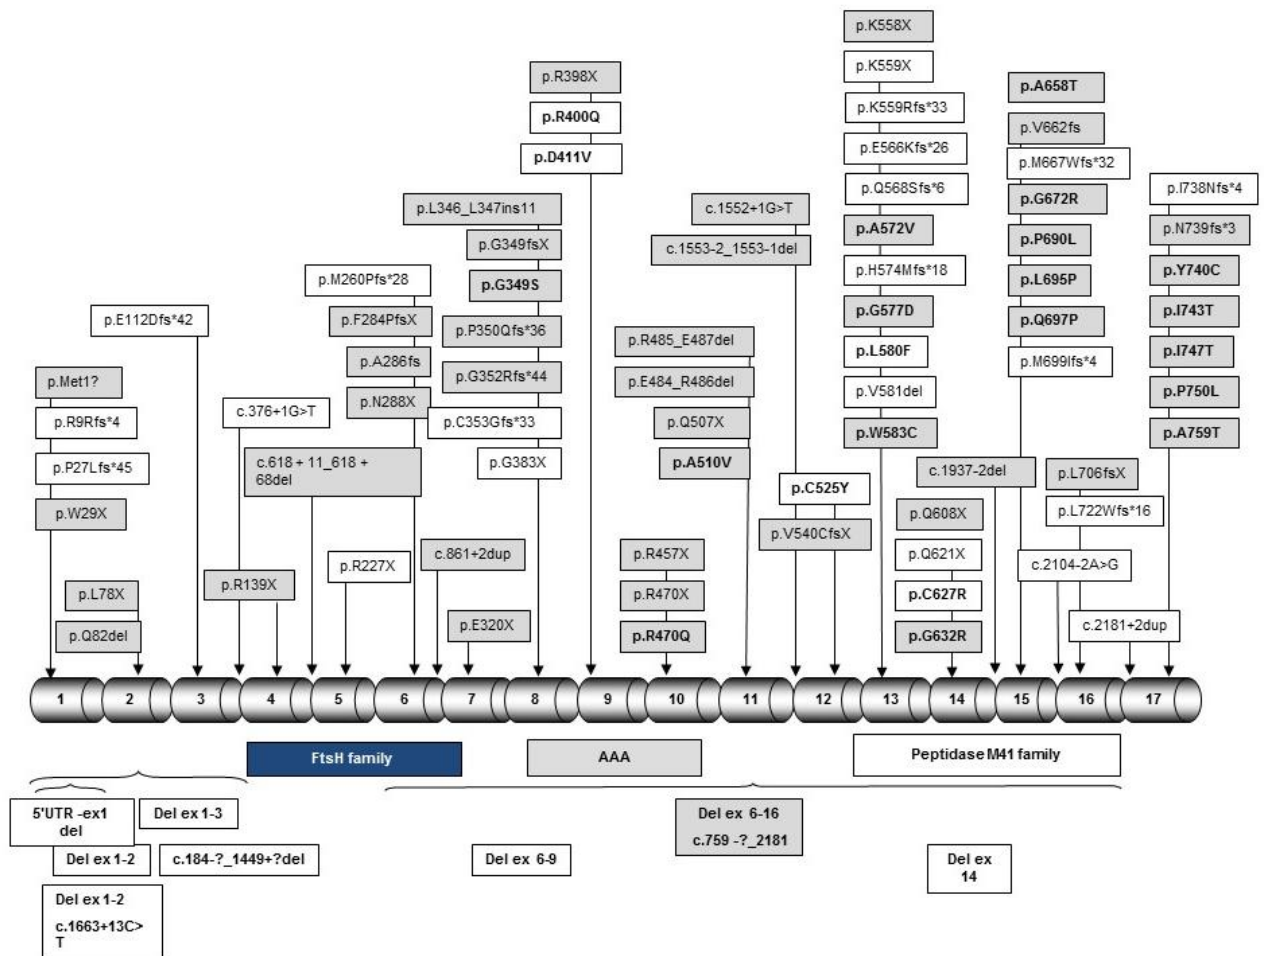 p.K558X
p.K559X
p.K559Rfs*33
p.E566Kfs*26
p.Q568Sfs*6
p.A572V
p.H574Mfs*18
p.G577D
p.L580F
p.V581del
p.W583C
p.R398X
p.R400Q
p.D411V
p.A658T
p.V662fs
p.M667Wfs*32
p.G672R
p.P690L
p.L695P
p.Q697P
p.M699Ifs*4
p.I738Nfs*4
p.N739fs*3
p.Y740C
p.I743T
p.I747T
p.P750L
p.A759T
p.L346_L347ins11
p.G349fsX
p.G349S
p.P350Qfs*36
p.G352Rfs*44
p.C353Gfs*33
p.G383X
c.1552+1G>T
c.1553-2_1553-1del
p.M260Pfs*28
p.F284PfsX
p.A286fs
p.N288X
p.E112Dfs*42
p.R485_E487del
p.E484_R486del
p.Q507X
p.A510V
p.Met1?
p.R9Rfs*4
p.P27Lfs*45
p.W29X
c.376+1G>T
c.618 + 11_618 +
68del
c.1937-2del
p.L706fsX
p.L722Wfs*16
c.2104-2A>G
c.2181+2dup
p.C525Y
p.V540CfsX
p.Q608X
p.Q621X
p.C627R
p.G632R
p.R457X
p.R470X
p.R470Q
c.861+2dup
p.E320X
p.R227X
p.R139X
p.L78X
p.Q82del
1 2 3 4 5 6 7 8 9 10 11 12 13 14 15 16 17
FtsH family
AAA
Peptidase M41 family
5'UTR -ex1
del
Del ex 1-3
Del ex 6-16
c.759 -?_2181
Del ex 1-2
c.184-?_1449+?del
Del ex 6-9
Del ex
14
Del ex 1-2
c.1663+13C>
T